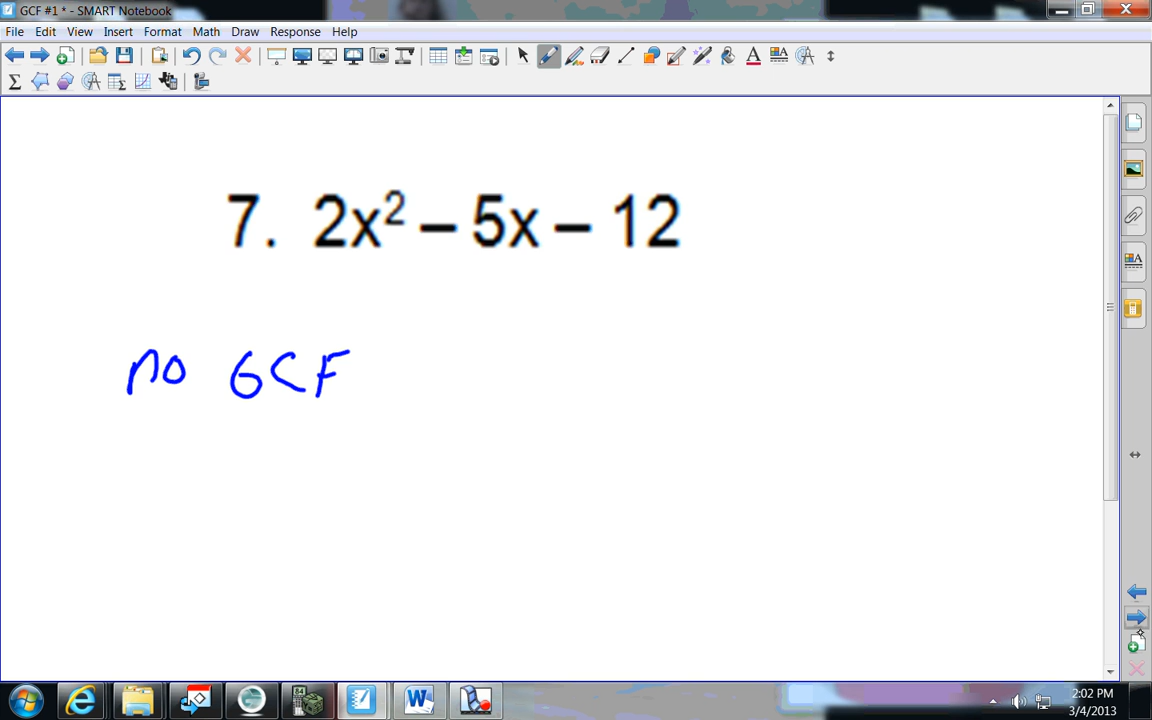 GCF #1 * - SMART Notebook
File Edit View Insert Format Math Draw Response Help
7. 2x² – 5x – 12
no GCF
2:02 PM
3/4/2013